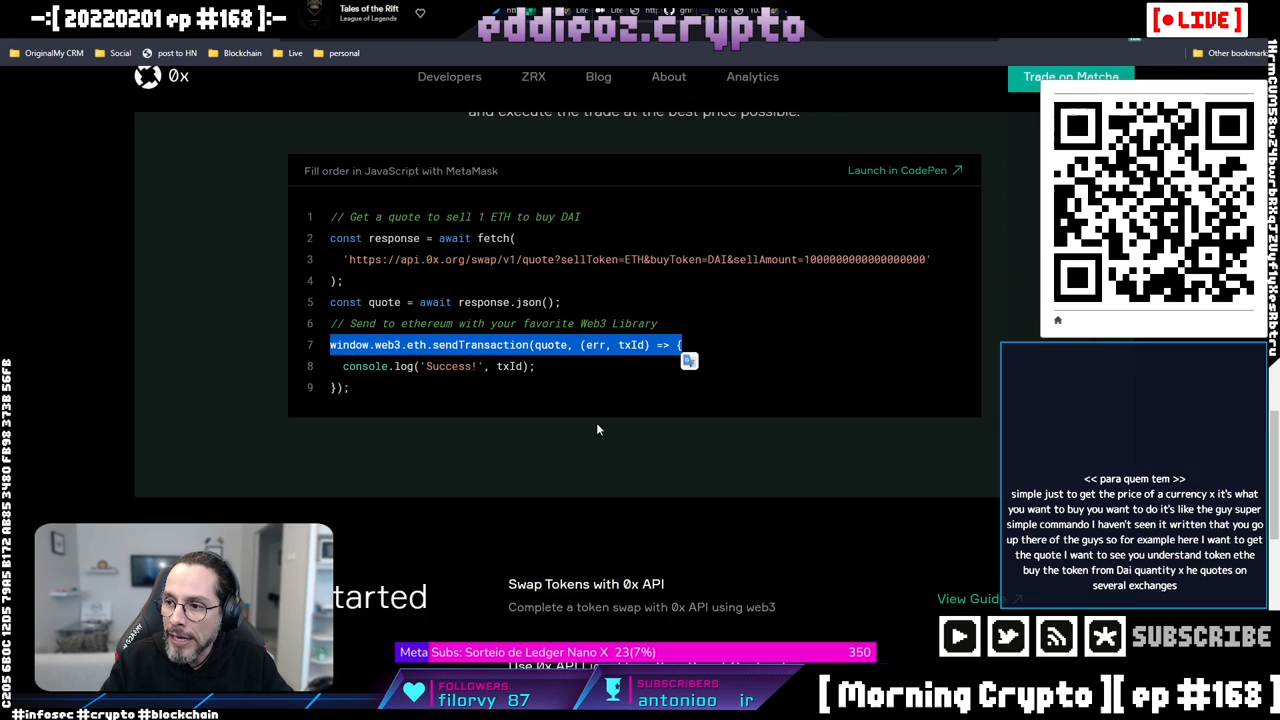 -:[ 20220201 ep #168 ]:-
Tales of the Rift
League of Legends
eddieoz.crypto
[● LIVE ]
OriginalMy CRM
Social
post to HN
Blockchain
Live
personal
Other bookmark
0x
Developers
ZRX
Blog
About
Analytics
Trade on Matcha
and execute the trade at the best price possible.
Fill order in JavaScript with MetaMask
Launch in CodePen
1 // Get a quote to sell 1 ETH to buy DAI
2 const response = await fetch(
3 'https://api.0x.org/swap/v1/quote?sellToken=ETH&buyToken=DAI&sellAmount=1000000000000000000'
4 );
5 const quote = await response.json();
6 // Send to ethereum with your favorite Web3 Library
7 window.web3.eth.sendTransaction(quote, (err, txId) => {
8 console.log('Success!', txId);
9 });
<< para quem tem >>
simple just to get the price of a currency x it's what
you want to buy you want to do it's like the guy super
simple commando I haven't seen it written that you go
up there of the guys so for example here I want to get
the quote I want to see you understand token ethe
buy the token from Dai quantity x he quotes on
several exchanges
tarted
Swap Tokens with 0x API
Complete a token swap with 0x API using web3
View Guid
Meta Subs: Sorteio de Ledger Nano X 23(7%)
350
FOLLOWERS
filorvy 87
SUBSCRIBERS
antonioo jr
SUBSCRIBE
[ Morning Crypto ][ ep #168 ]
#infosec #crypto #blockchain